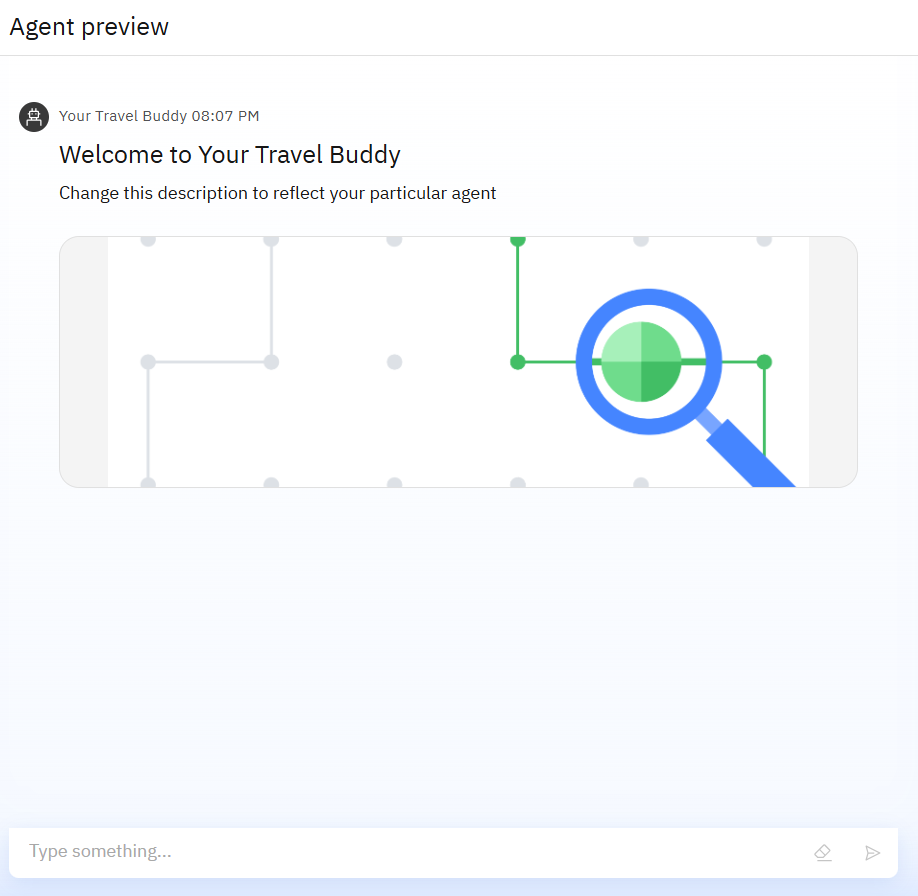 Agent preview
Your Travel Buddy 08:07 PM
Welcome to Your Travel Buddy
Change this description to reflect your particular agent
Type something...